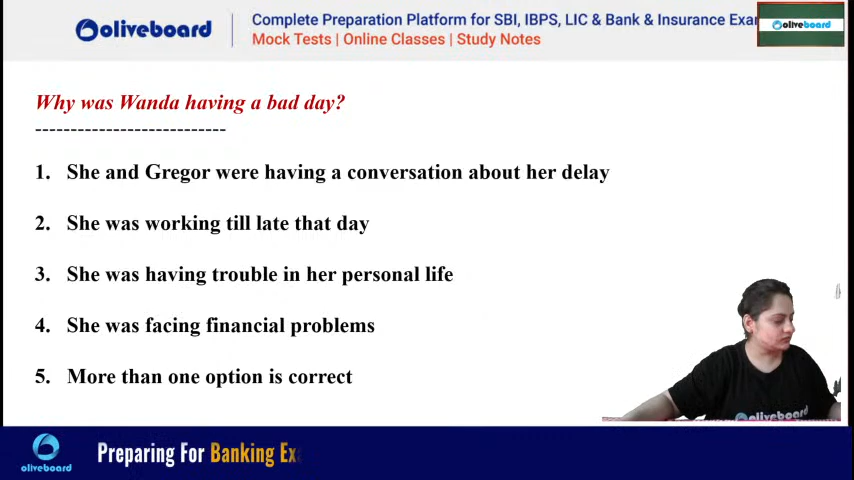 oliveboard
Complete Preparation Platform for SBI, IBPS, LIC & Bank & Insurance Exa
Mock Tests | Online Classes | Study Notes
oliveboard
Why was Wanda having a bad day?
---------------------------
1. She and Gregor were having a conversation about her delay
2. She was working till late that day
3. She was having trouble in her personal life
4. She was facing financial problems
5. More than one option is correct
oliveboard
oliveboard
Preparing For Banking Ex